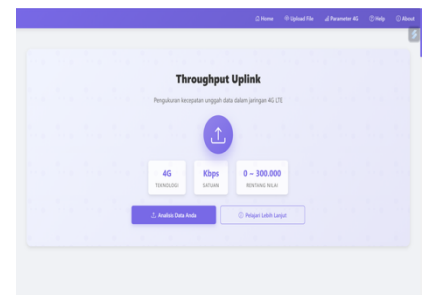 Home Upload File Parameter 4G Help About
Throughput Uplink
Pengukuran kecepatan unggah data dalam jaringan 4G LTE
4G Kbps 0 – 300.000
TEKNOLOGI SATUAN RENTANG NILAI
Analisis Data Anda Pelajari Lebih Lanjut